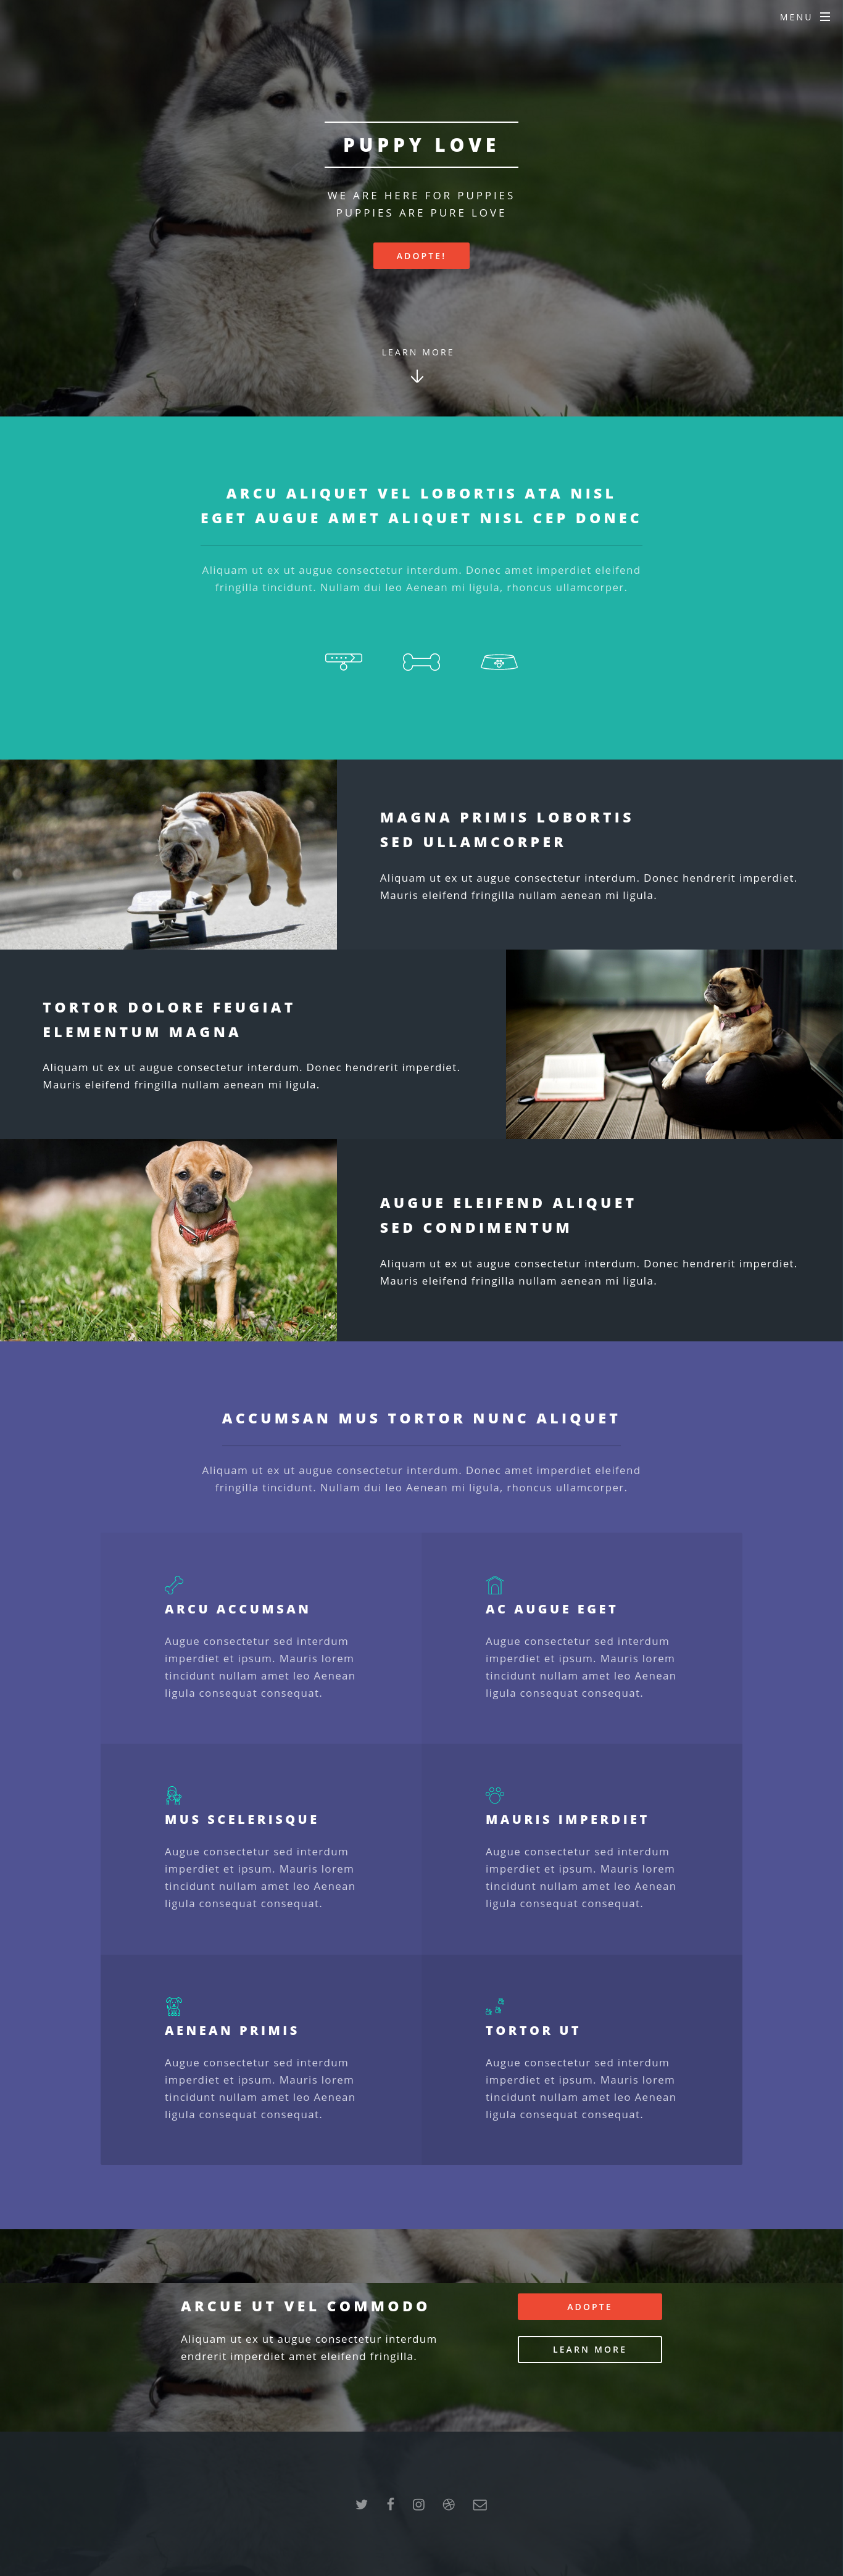 MENU
PUPPY LOVE
WE ARE HERE FOR PUPPIES
PUPPIES ARE PURE LOVE
ADOPTE!
LEARN MORE
ARCU ALIQUET VEL LOBORTIS ATA NISL
EGET AUGUE AMET ALIQUET NISL CEP DONEC
Aliquam ut ex ut augue consectetur interdum. Donec amet imperdiet eleifend
fringilla tincidunt. Nullam dui leo Aenean mi ligula, rhoncus ullamcorper.
MAGNA PRIMIS LOBORTIS
SED ULLAMCORPER
Aliquam ut ex ut augue consectetur interdum. Donec hendrerit imperdiet.
Mauris eleifend fringilla nullam aenean mi ligula.
TORTOR DOLORE FEUGIAT
ELEMENTUM MAGNA
Aliquam ut ex ut augue consectetur interdum. Donec hendrerit imperdiet.
Mauris eleifend fringilla nullam aenean mi ligula.
AUGUE ELEIFEND ALIQUET
SED CONDIMENTUM
Aliquam ut ex ut augue consectetur interdum. Donec hendrerit imperdiet.
Mauris eleifend fringilla nullam aenean mi ligula.
ACCUMSAN MUS TORTOR NUNC ALIQUET
Aliquam ut ex ut augue consectetur interdum. Donec amet imperdiet eleifend
fringilla tincidunt. Nullam dui leo Aenean mi ligula, rhoncus ullamcorper.
ARCU ACCUMSAN
Augue consectetur sed interdum
imperdiet et ipsum. Mauris lorem
tincidunt nullam amet leo Aenean
ligula consequat consequat.
AC AUGUE EGET
Augue consectetur sed interdum
imperdiet et ipsum. Mauris lorem
tincidunt nullam amet leo Aenean
ligula consequat consequat.
MUS SCELERISQUE
Augue consectetur sed interdum
imperdiet et ipsum. Mauris lorem
tincidunt nullam amet leo Aenean
ligula consequat consequat.
MAURIS IMPERDIET
Augue consectetur sed interdum
imperdiet et ipsum. Mauris lorem
tincidunt nullam amet leo Aenean
ligula consequat consequat.
AENEAN PRIMIS
Augue consectetur sed interdum
imperdiet et ipsum. Mauris lorem
tincidunt nullam amet leo Aenean
ligula consequat consequat.
TORTOR UT
Augue consectetur sed interdum
imperdiet et ipsum. Mauris lorem
tincidunt nullam amet leo Aenean
ligula consequat consequat.
ARCUE UT VEL COMMODO
Aliquam ut ex ut augue consectetur interdum
endrerit imperdiet amet eleifend fringilla.
ADOPTE
LEARN MORE